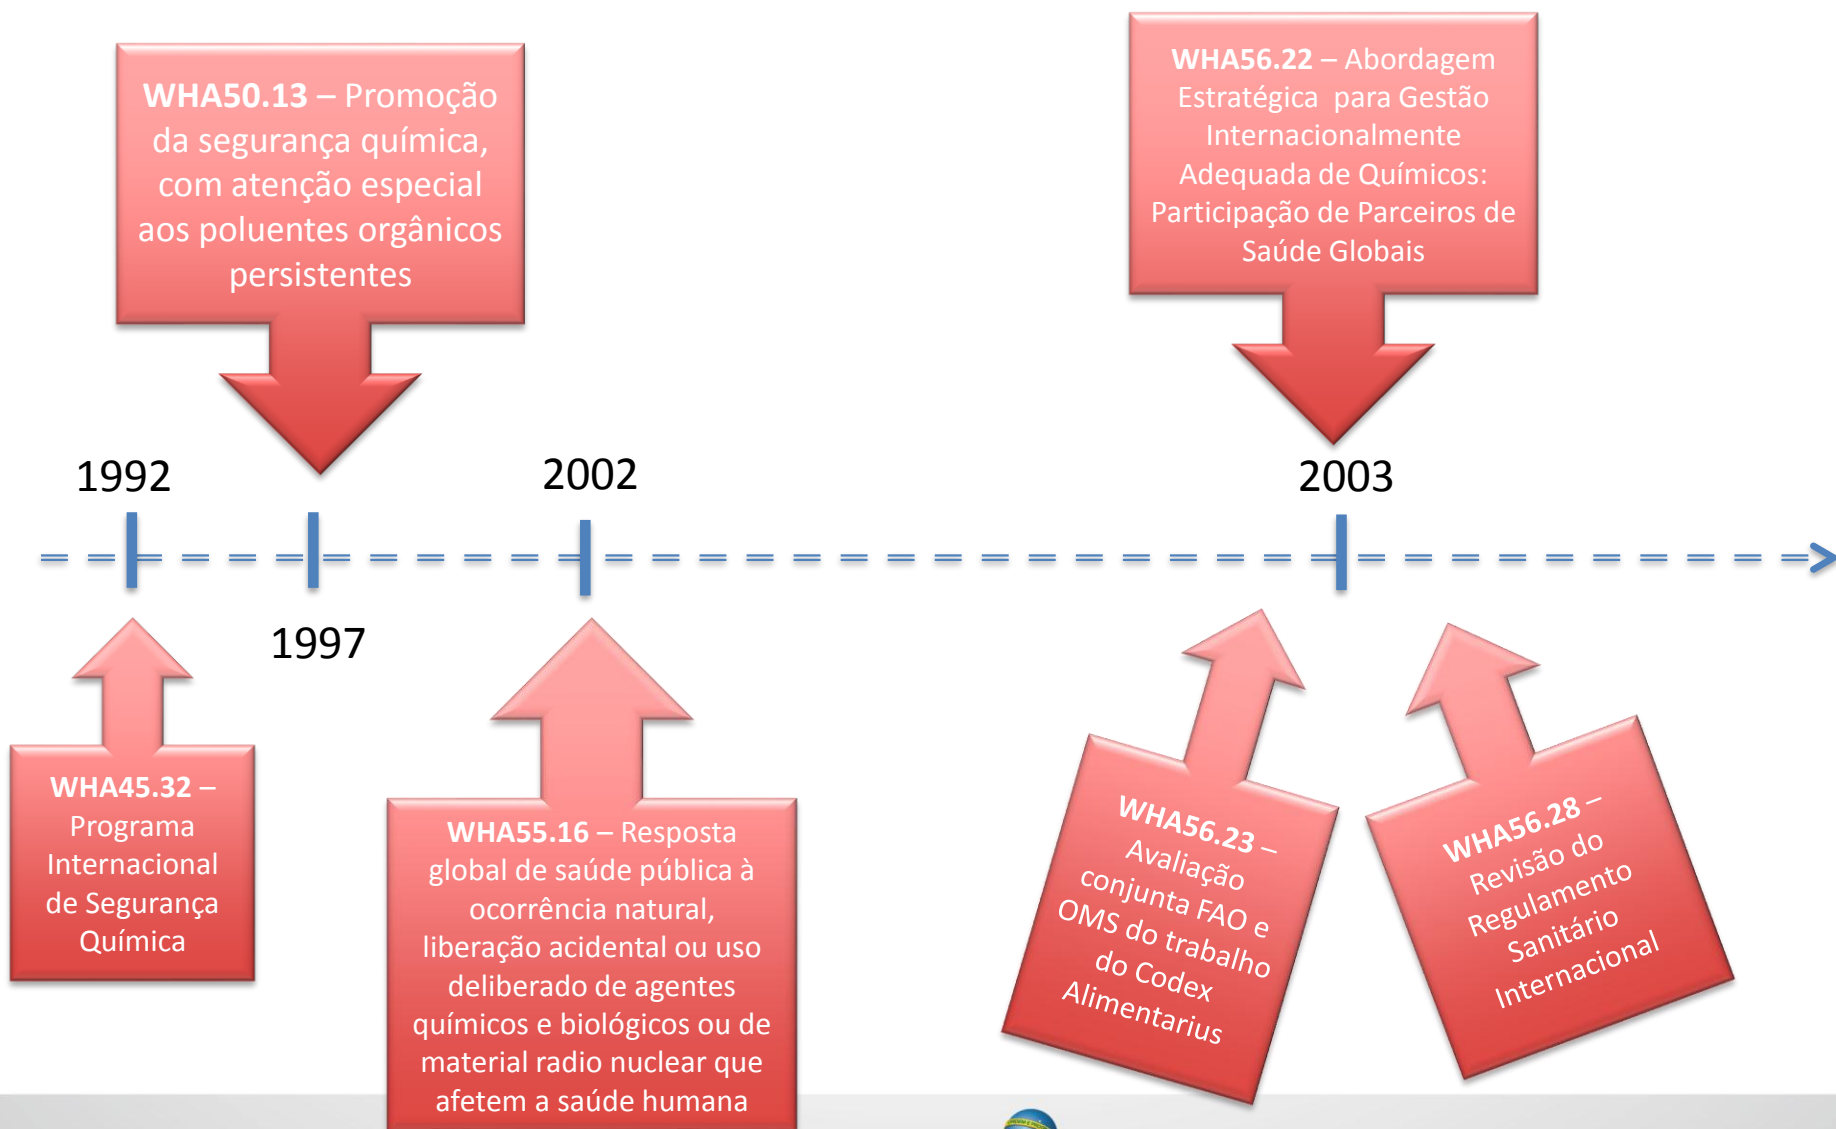 WHA50.13 – Promoção
da segurança química,
com atenção especial
aos poluentes orgânicos
persistentes
WHA56.22 – Abordagem
Estratégica para Gestão
Internacionalmente
Adequada de Químicos:
Participação de Parceiros de
Saúde Globais
1992
2002
2003
1997
WHA45.32 –
Programa
Internacional
de Segurança
Química
WHA55.16 – Resposta
global de saúde pública à
ocorrência natural,
liberação acidental ou uso
deliberado de agentes
químicos e biológicos ou de
material radio nuclear que
afetem a saúde humana
WHA56.23 –
Avaliação
conjunta FAO e
OMS do trabalho
do Codex
Alimentarius
WHA56.28 –
Revisão do
Regulamento
Sanitário
Internacional